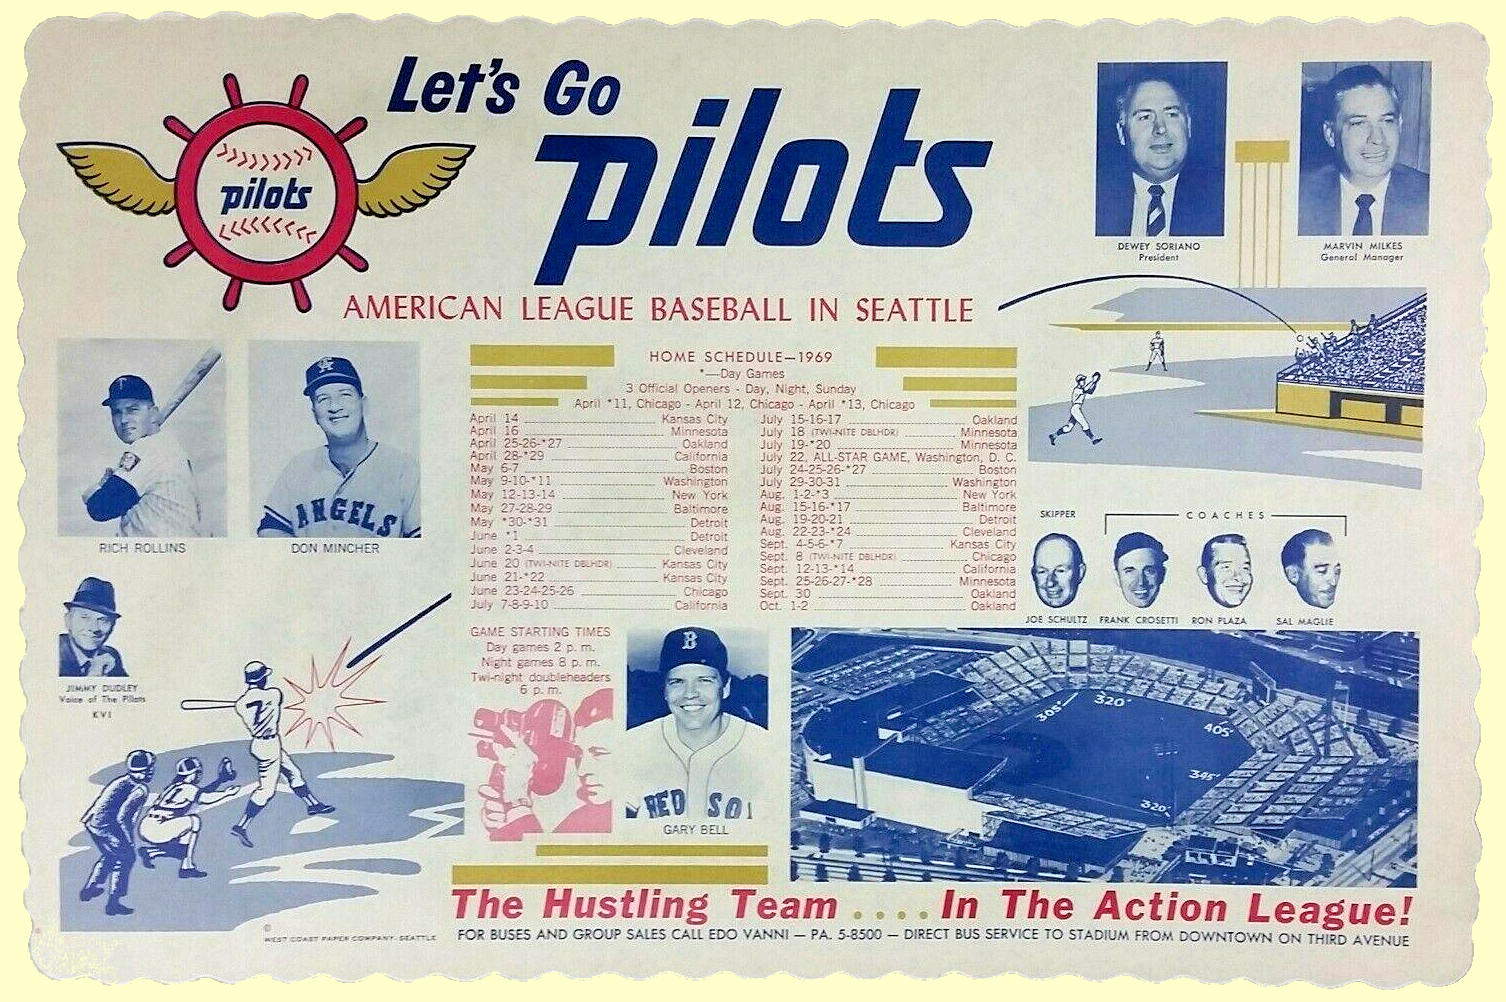 Let's Go
pilots
pilots
AMERICAN LEAGUE BASEBALL IN SEATTLE
DEWEY SORIANO
President
MARVIN MILKES
General Manager
RICH ROLLINS
ANGELS
DON MINCHER
JIMMY DUDLEY
Voice of The Pilots
KVI
7
HOME SCHEDULE—1969
*—Day Games
3 Official Openers - Day, Night, Sunday
April *11, Chicago - April 12, Chicago - April *13, Chicago
April 14 Kansas City
April 16 Minnesota
April 25-26-*27 Oakland
April 28-*29 California
May 6-7 Boston
May 9-10-*11 Washington
May 12-13-14 New York
May 27-28-29 Baltimore
May *30-*31 Detroit
June *1 Detroit
June 2-3-4 Cleveland
June 20 (TWI-NITE DBLHDR) Kansas City
June 21-*22 Kansas City
June 23-24-25-26 Chicago
July 7-8-9-10 California
July 15-16-17 Oakland
July 18 (TWI-NITE DBLHDR) Minnesota
July 19-*20 Minnesota
July 22, ALL-STAR GAME, Washington, D. C.
July 24-25-26-*27 Boston
July 29-30-31 Washington
Aug. 1-2-*3 New York
Aug. 15-16-*17 Baltimore
Aug. 19-20-21 Detroit
Aug. 22-23-*24 Cleveland
Sept. 4-5-6-*7 Kansas City
Sept. 8 (TWI-NITE DBLHDR) Chicago
Sept. 12-13-*14 California
Sept. 25-26-27-*28 Minnesota
Sept. 30 Oakland
Oct. 1-2 Oakland
SKIPPER
COACHES
JOE SCHULTZ
FRANK CROSETTI
RON PLAZA
SAL MAGLIE
GAME STARTING TIMES
Day games 2 p. m.
Night games 8 p. m.
Twi-night doubleheaders
6 p. m.
B
RED SO
GARY BELL
305'
320'
405'
345'
320'
The Hustling Team .... In The Action League!
FOR BUSES AND GROUP SALES CALL EDO VANNI — PA. 5-8500 — DIRECT BUS SERVICE TO STADIUM FROM DOWNTOWN ON THIRD AVENUE
©
WEST COAST PAPER COMPANY-SEATTLE